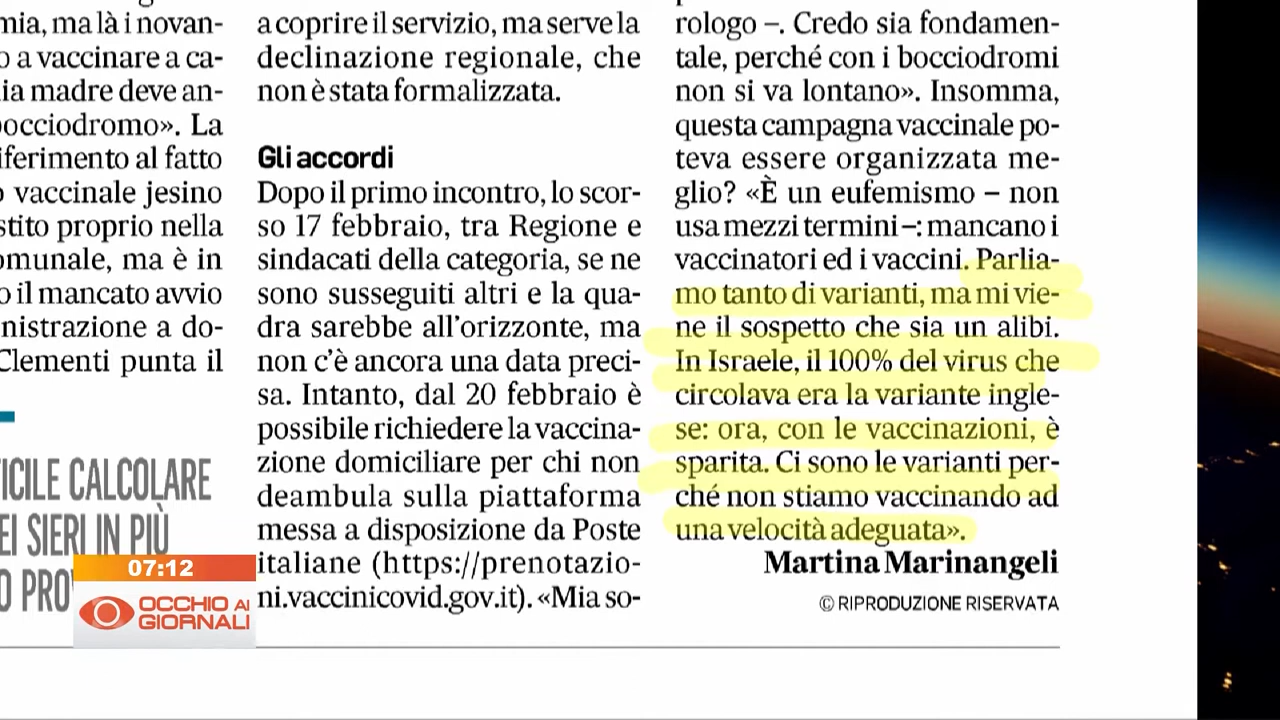 mia, ma là i novan-
o a vaccinare a ca-
ia madre deve an-
bocciodromo». La
iferimento al fatto
o vaccinale jesino
stito proprio nella
omunale, ma è in
o il mancato avvio
nistrazione a do-
Clementi punta il
ICILE CALCOLARE
EI SIERI IN PIÙ
O PRO
a coprire il servizio, ma serve la
declinazione regionale, che
non è stata formalizzata.
Gli accordi
Dopo il primo incontro, lo scor-
so 17 febbraio, tra Regione e
sindacati della categoria, se ne
sono susseguiti altri e la qua-
dra sarebbe all'orizzonte, ma
non c'è ancora una data preci-
sa. Intanto, dal 20 febbraio è
possibile richiedere la vaccina-
zione domiciliare per chi non
deambula sulla piattaforma
messa a disposizione da Poste
italiane (https://prenotazio-
ni.vaccinicovid.gov.it). «Mia so-
rologo –. Credo sia fondamen-
tale, perché con i bocciodromi
non si va lontano». Insomma,
questa campagna vaccinale po-
teva essere organizzata me-
glio? «È un eufemismo – non
usa mezzi termini –: mancano i
vaccinatori ed i vaccini. Parlia-
mo tanto di varianti, ma mi vie-
ne il sospetto che sia un alibi.
In Israele, il 100% del virus che
circolava era la variante ingle-
se: ora, con le vaccinazioni, è
sparita. Ci sono le varianti per-
ché non stiamo vaccinando ad
una velocità adeguata».
Martina Marinangeli
© RIPRODUZIONE RISERVATA
07:12
OCCHIO AI
GIORNALI